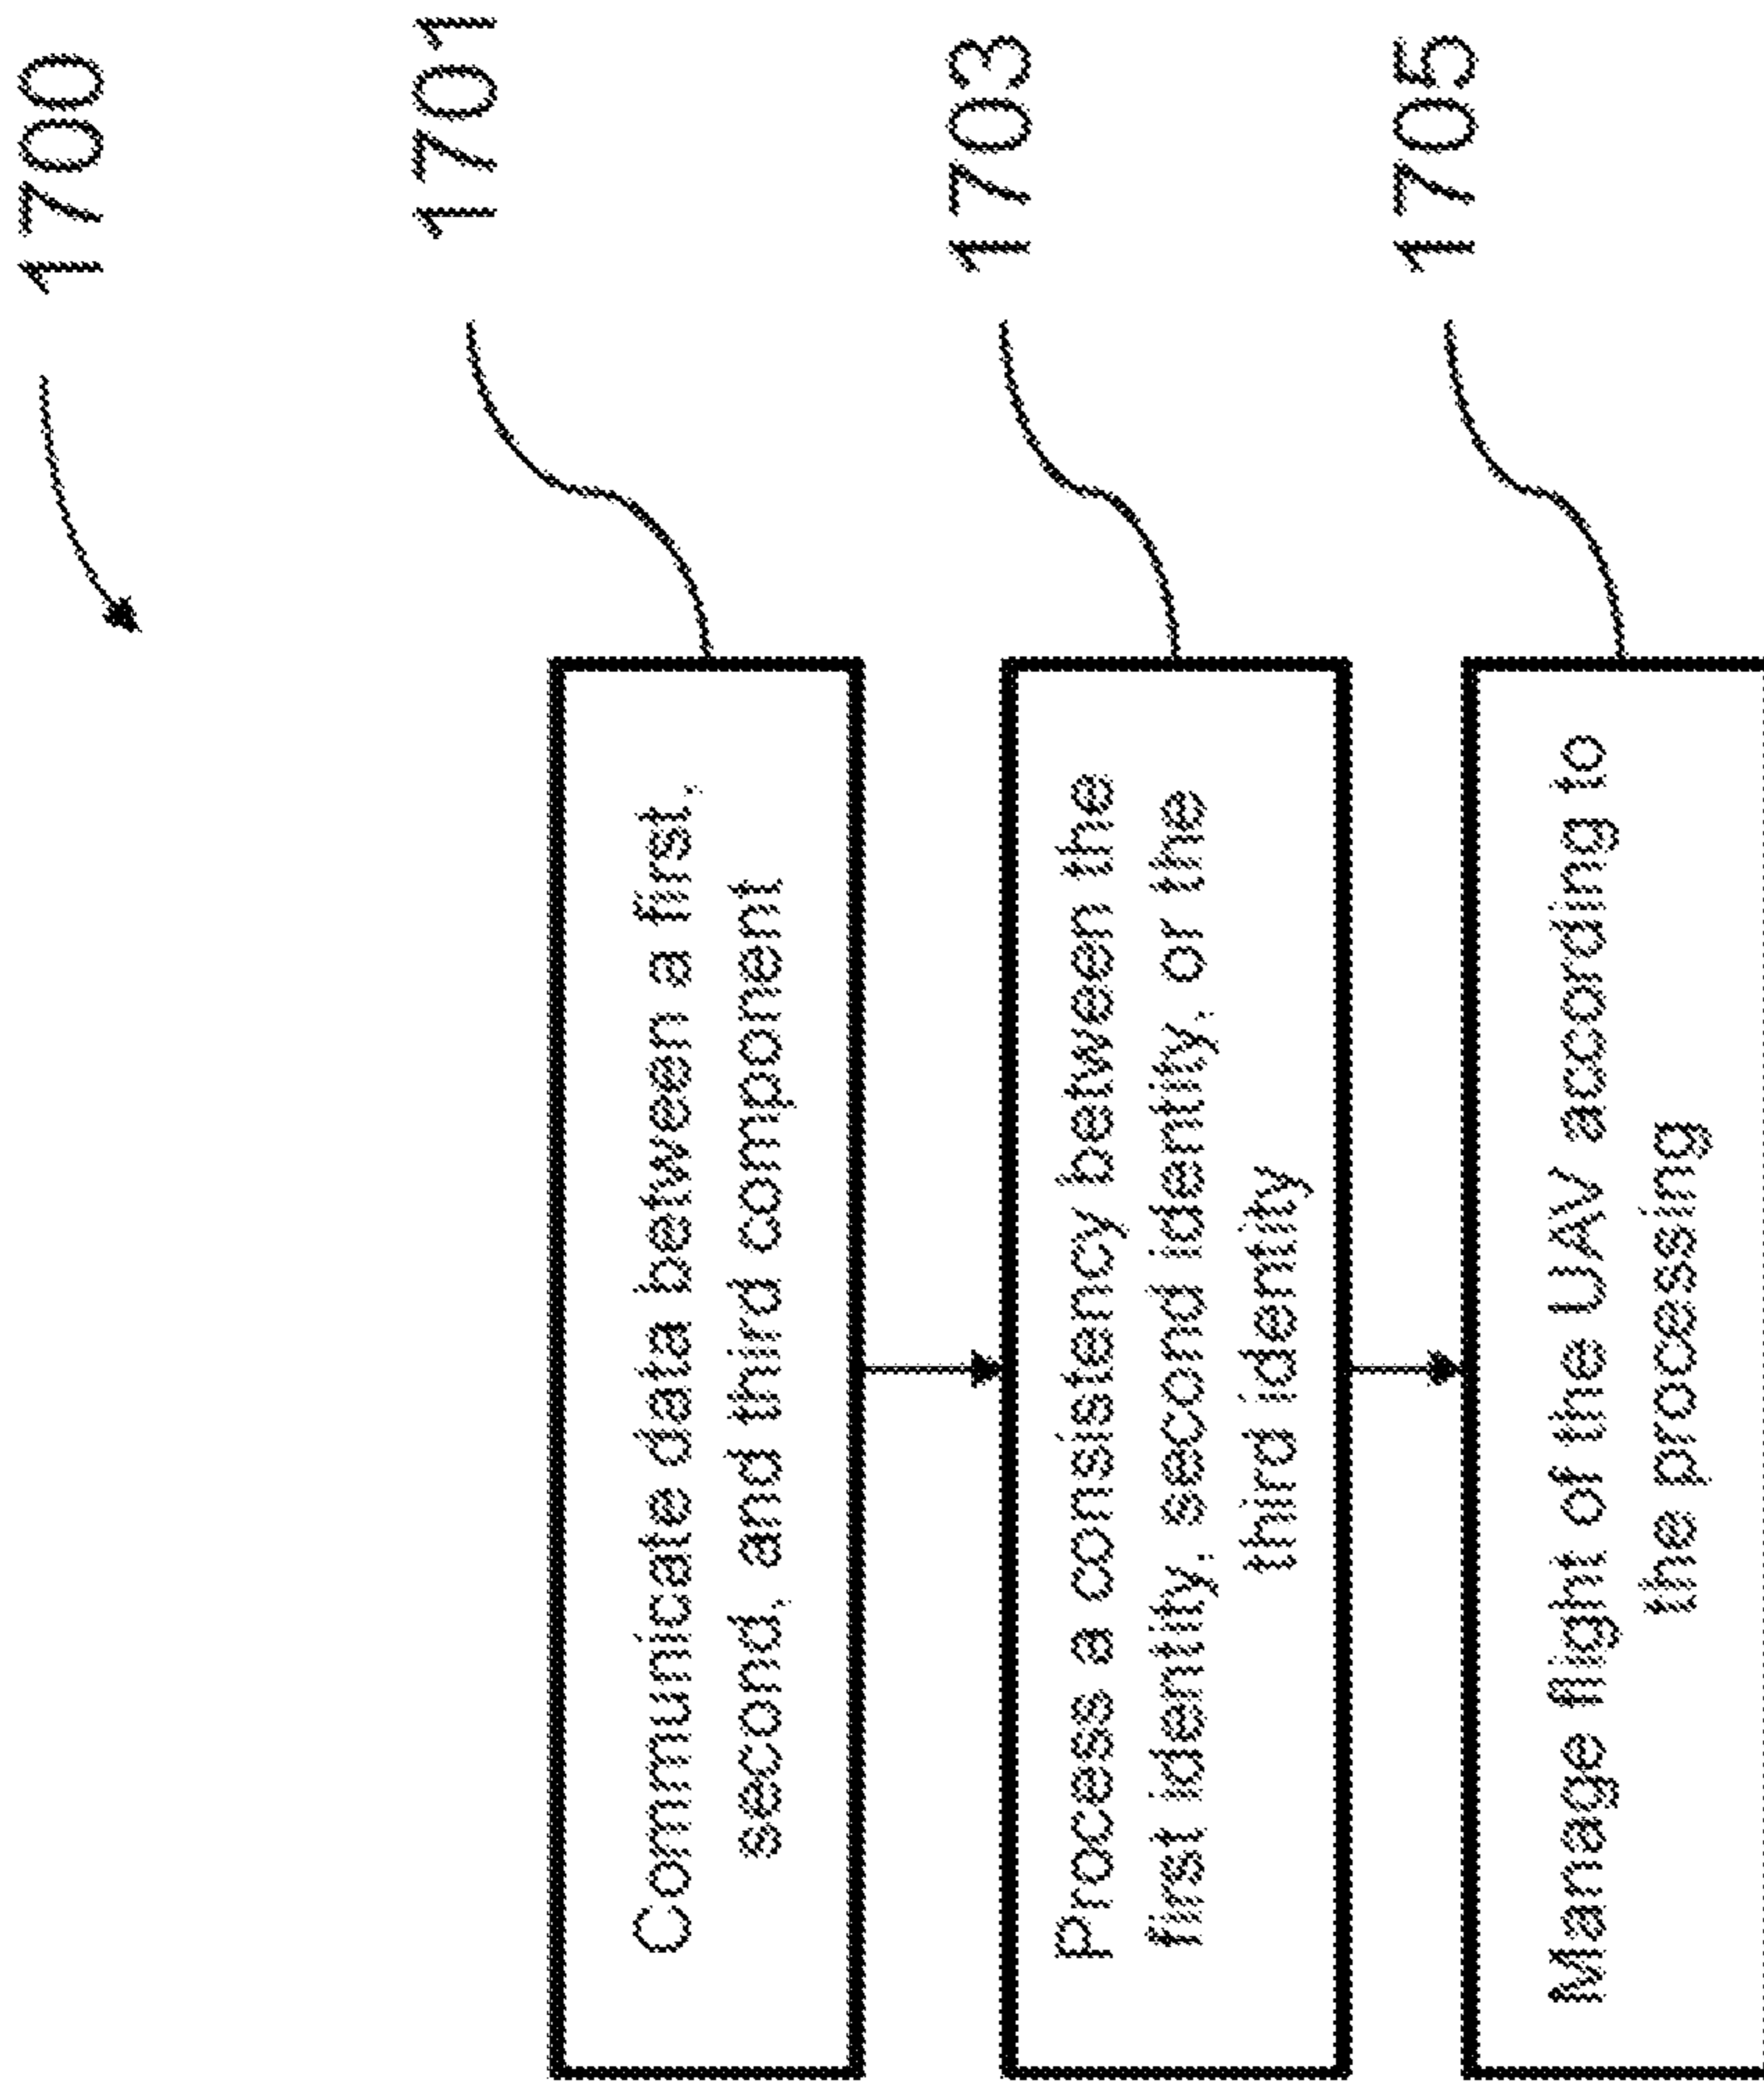 1700
1701
Communicate data between a first,
second, and third component
1703
Process a consistency between the
first identity, second identity, or the
third identity
1705
Manage flight of the UAV according to
the processing